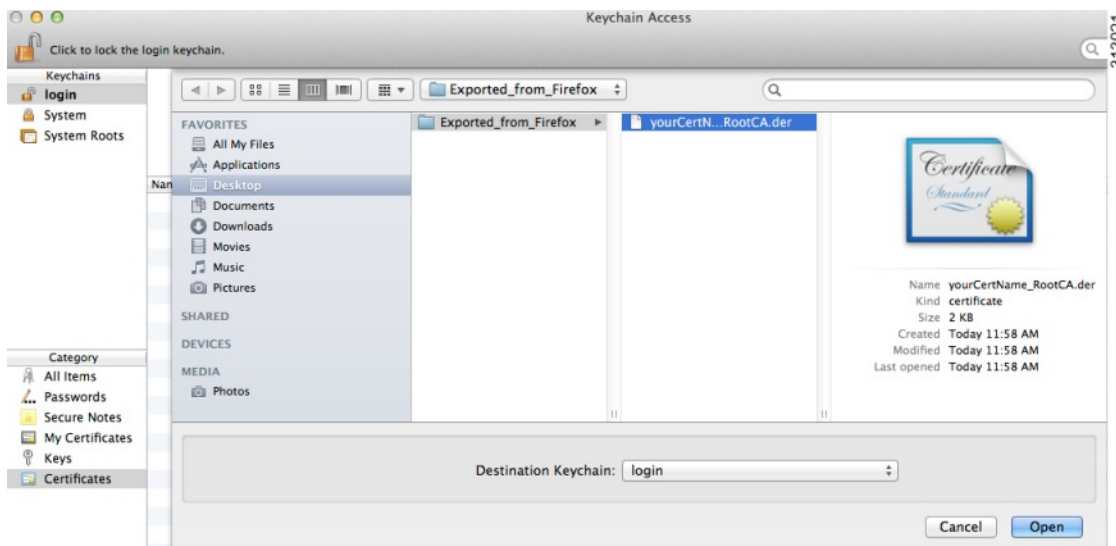 Keychain Access
Click to lock the login keychain.
313031
Keychains
login
System
System Roots
Exported_from_Firefox
FAVORITES
All My Files
Applications
Desktop
Documents
Downloads
Movies
Music
Pictures
SHARED
DEVICES
MEDIA
Photos
Nan
Exported_from_Firefox
yourCertN...RootCA.der
Certificate
Standard
Name yourCertName_RootCA.der
Kind certificate
Size 2 KB
Created Today 11:58 AM
Modified Today 11:58 AM
Last opened Today 11:58 AM
Category
All Items
Passwords
Secure Notes
My Certificates
Keys
Certificates
Destination Keychain: login
Cancel
Open